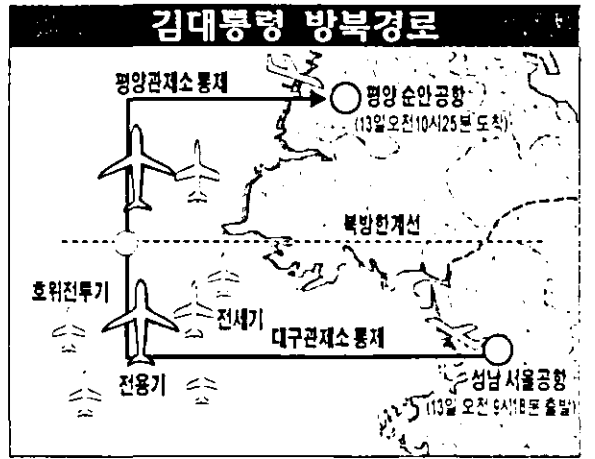 김대통령 방북경로
평양관제소 통제
평양 순안공항
(13일 오전 10시25분 도착)
북방한계선
호위전투기
전세기
대구관제소 통제
전용기
성남 서울공항
(13일 오전 9시18분 출발)